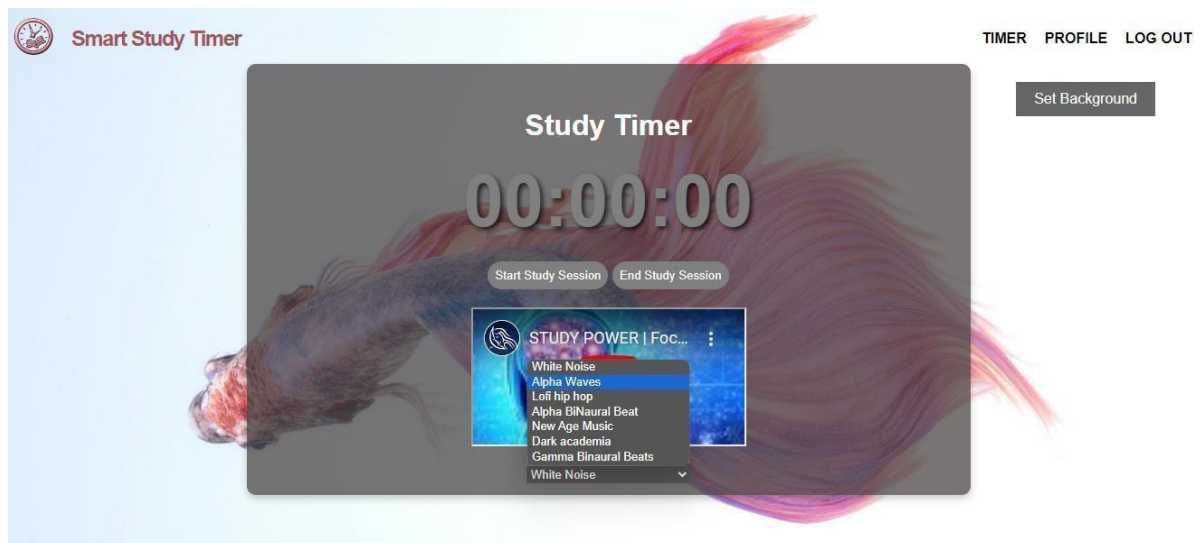 Smart Study Timer
TIMER PROFILE LOG OUT
Set Background
Study Timer
00:00:00
Start Study Session End Study Session
STUDY POWER | Foc...
White Noise
Alpha Waves
Lofi hip hop
Alpha BiNaural Beat
New Age Music
Dark academia
Gamma Binaural Beats
White Noise